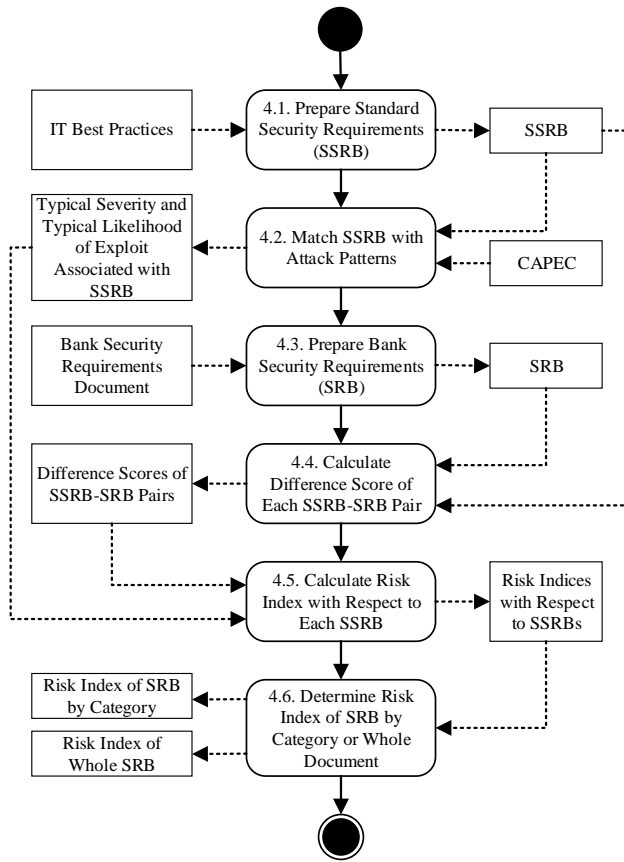 4.1. Prepare Standard
Security Requirements
(SSRB)
IT Best Practices
SSRB
Typical Severity and
Typical Likelihood
of Exploit
Associated with
SSRB
4.2. Match SSRB with
Attack Patterns
CAPEC
Bank Security
Requirements
Document
4.3. Prepare Bank
Security Requirements
(SRB)
SRB
Difference Scores of
SSRB-SRB Pairs
4.4. Calculate
Difference Score of
Each SSRB-SRB Pair
4.5. Calculate Risk
Index with Respect to
Each SSRB
Risk Indices
with Respect
to SSRBs
Risk Index of SRB
by Category
4.6. Determine Risk
Index of SRB by
Category or Whole
Document
Risk Index of
Whole SRB